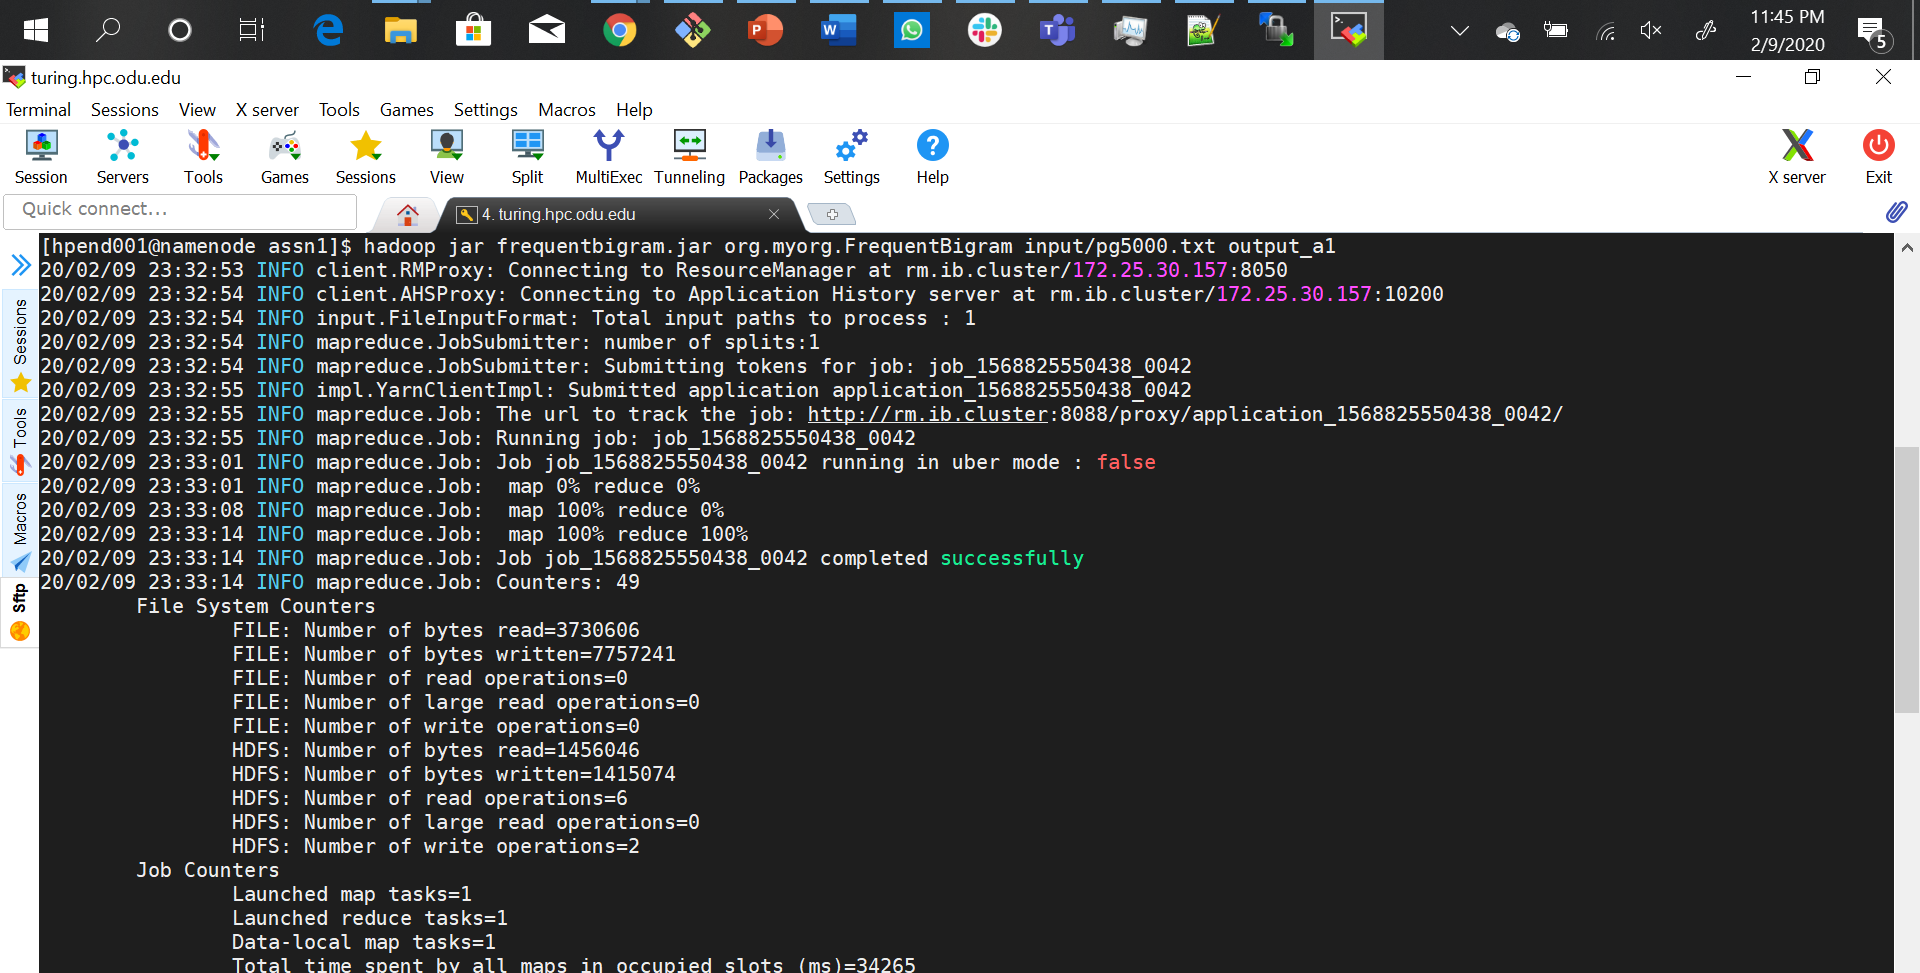 11:45 PM
2/9/2020
5
turing.hpc.odu.edu
Terminal Sessions View X server Tools Games Settings Macros Help
Session Servers Tools Games Sessions View Split MultiExec Tunneling Packages Settings Help X server Exit
Quick connect...
4. turing.hpc.odu.edu
Sessions
Tools
Macros
Sftp
[hpend001@namenode assn1]$ hadoop jar frequentbigram.jar org.myorg.FrequentBigram input/pg5000.txt output_a1
20/02/09 23:32:53 INFO client.RMProxy: Connecting to ResourceManager at rm.ib.cluster/172.25.30.157:8050
20/02/09 23:32:54 INFO client.AHSProxy: Connecting to Application History server at rm.ib.cluster/172.25.30.157:10200
20/02/09 23:32:54 INFO input.FileInputFormat: Total input paths to process : 1
20/02/09 23:32:54 INFO mapreduce.JobSubmitter: number of splits:1
20/02/09 23:32:54 INFO mapreduce.JobSubmitter: Submitting tokens for job: job_1568825550438_0042
20/02/09 23:32:55 INFO impl.YarnClientImpl: Submitted application application_1568825550438_0042
20/02/09 23:32:55 INFO mapreduce.Job: The url to track the job: http://rm.ib.cluster:8088/proxy/application_1568825550438_0042/
20/02/09 23:32:55 INFO mapreduce.Job: Running job: job_1568825550438_0042
20/02/09 23:33:01 INFO mapreduce.Job: Job job_1568825550438_0042 running in uber mode : false
20/02/09 23:33:01 INFO mapreduce.Job:  map 0% reduce 0%
20/02/09 23:33:08 INFO mapreduce.Job:  map 100% reduce 0%
20/02/09 23:33:14 INFO mapreduce.Job:  map 100% reduce 100%
20/02/09 23:33:14 INFO mapreduce.Job: Job job_1568825550438_0042 completed successfully
20/02/09 23:33:14 INFO mapreduce.Job: Counters: 49
File System Counters
FILE: Number of bytes read=3730606
FILE: Number of bytes written=7757241
FILE: Number of read operations=0
FILE: Number of large read operations=0
FILE: Number of write operations=0
HDFS: Number of bytes read=1456046
HDFS: Number of bytes written=1415074
HDFS: Number of read operations=6
HDFS: Number of large read operations=0
HDFS: Number of write operations=2
Job Counters
Launched map tasks=1
Launched reduce tasks=1
Data-local map tasks=1
Total time spent by all maps in occupied slots (ms)=34265